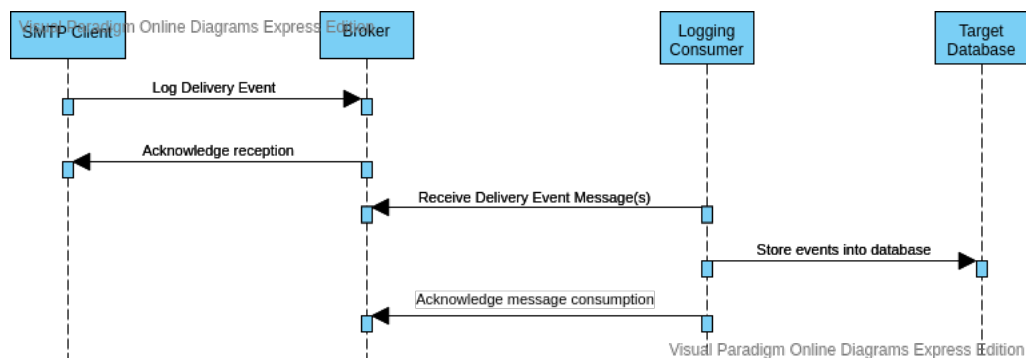 Visual Paradigm Online Diagrams Express Edition
SMTP Client
Broker
Logging
Consumer
Target
Database
Log Delivery Event
Acknowledge reception
Receive Delivery Event Message(s)
Store events into database
Acknowledge message consumption
Visual Paradigm Online Diagrams Express Edition